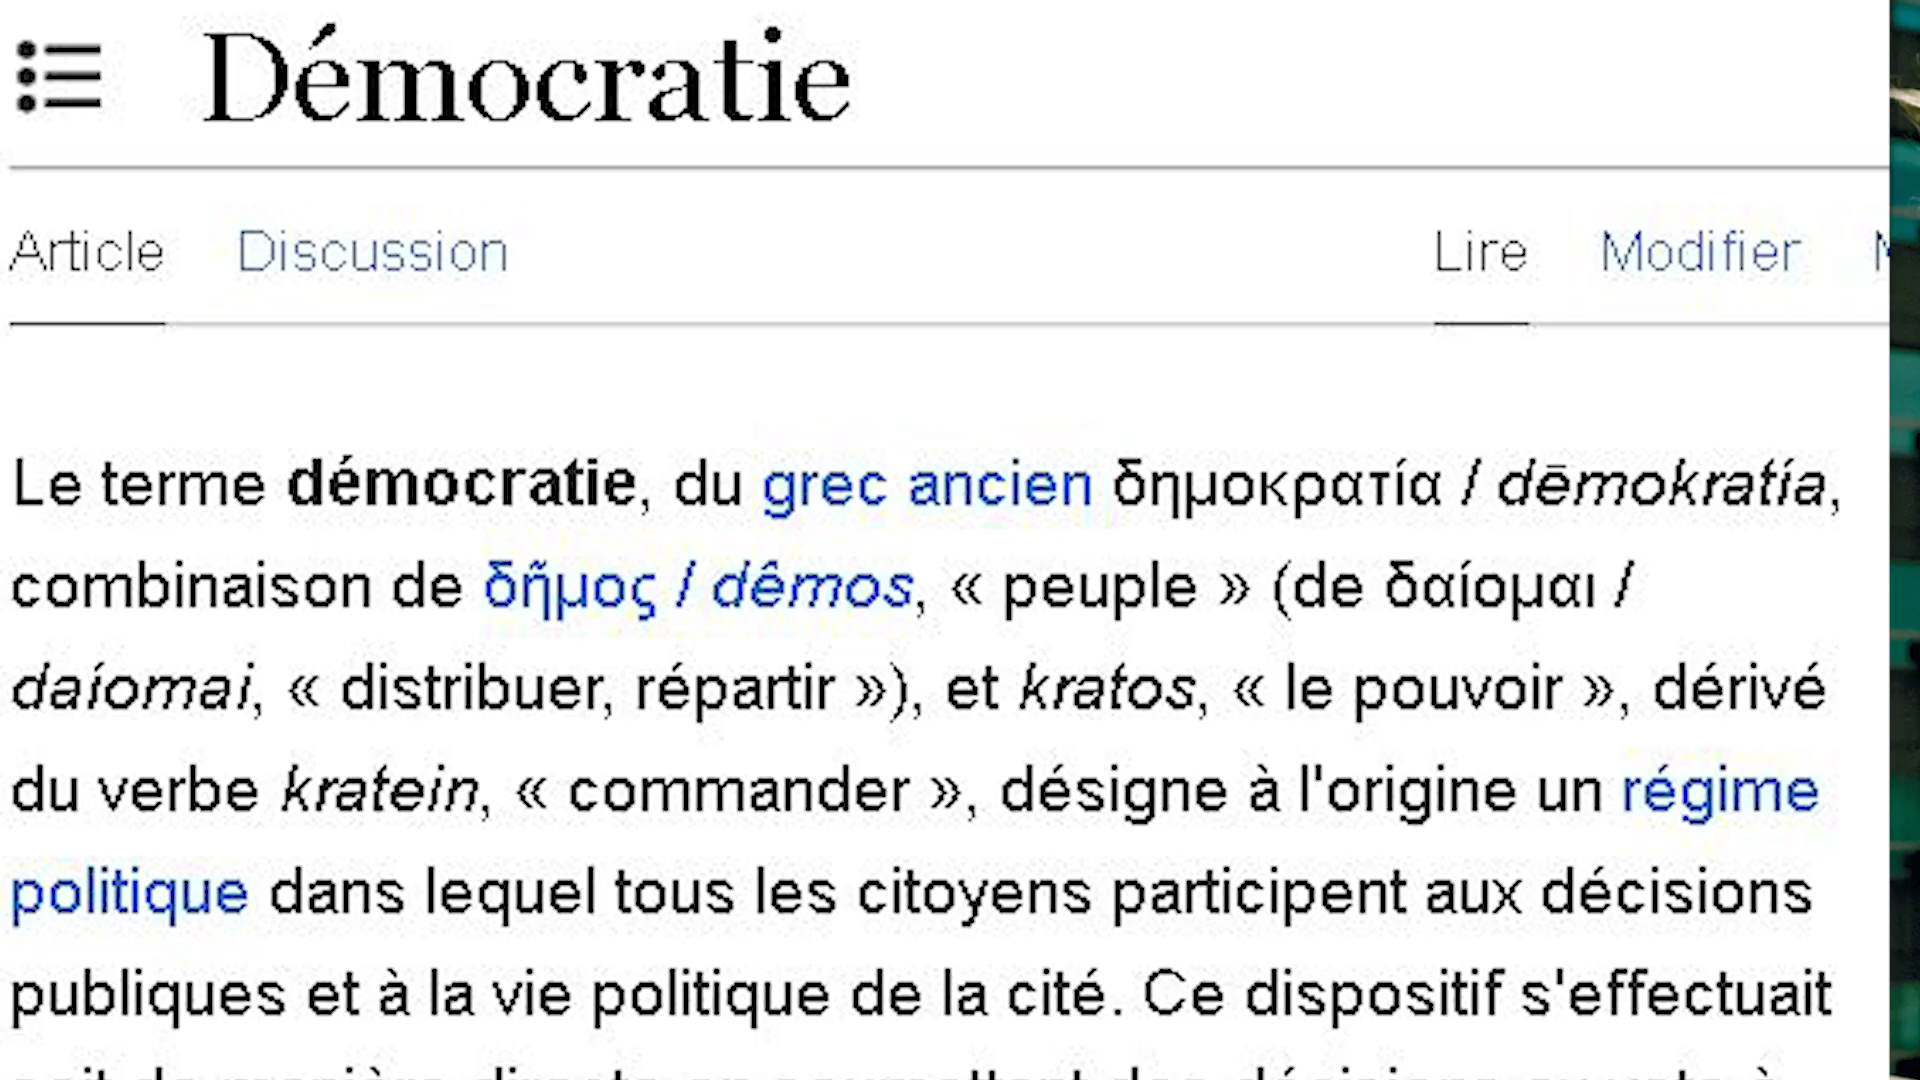 Démocratie
Article Discussion Lire Modifier
Le terme démocratie, du grec ancien δημοκρατία / dēmokratía,
combinaison de δῆμος / dêmos, « peuple » (de δαίομαι /
daíomai, « distribuer, répartir »), et kratos, « le pouvoir », dérivé
du verbe kratein, « commander », désigne à l'origine un régime
politique dans lequel tous les citoyens participent aux décisions
publiques et à la vie politique de la cité. Ce dispositif s'effectuait